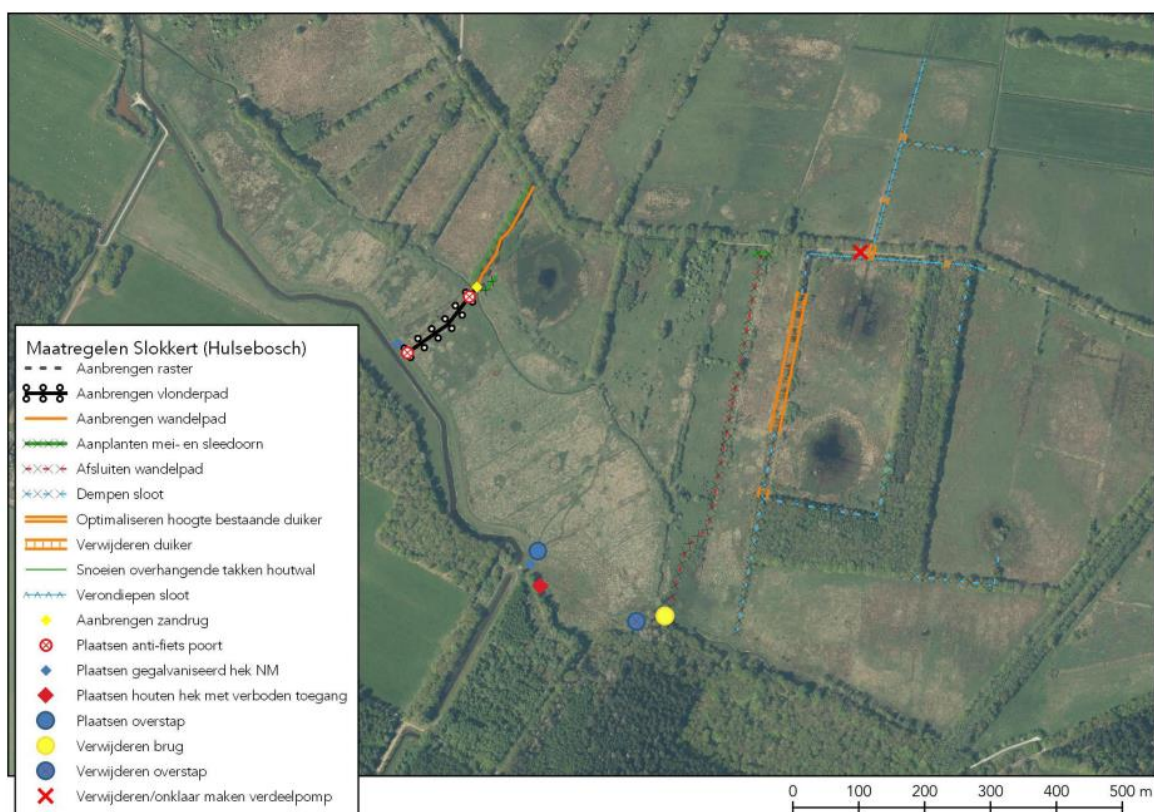 Maatregelen Slokkert (Hulsebosch)
Aanbrengen raster
Aanbrengen vlonderpad
Aanbrengen wandelpad
Aanplanten mei- en sleedoorn
Afsluiten wandelpad
Dempen sloot
Optimaliseren hoogte bestaande duiker
Verwijderen duiker
Snoeien overhangende takken houtwal
Verondiepen sloot
Aanbrengen zandrug
Plaatsen anti-fiets poort
Plaatsen gegalvaniseerd hek NM
Plaatsen houten hek met verboden toegang
Plaatsen overstap
Verwijderen brug
Verwijderen overstap
Verwijderen/onklaar maken verdeelpomp
0 100 200 300 400 500 m